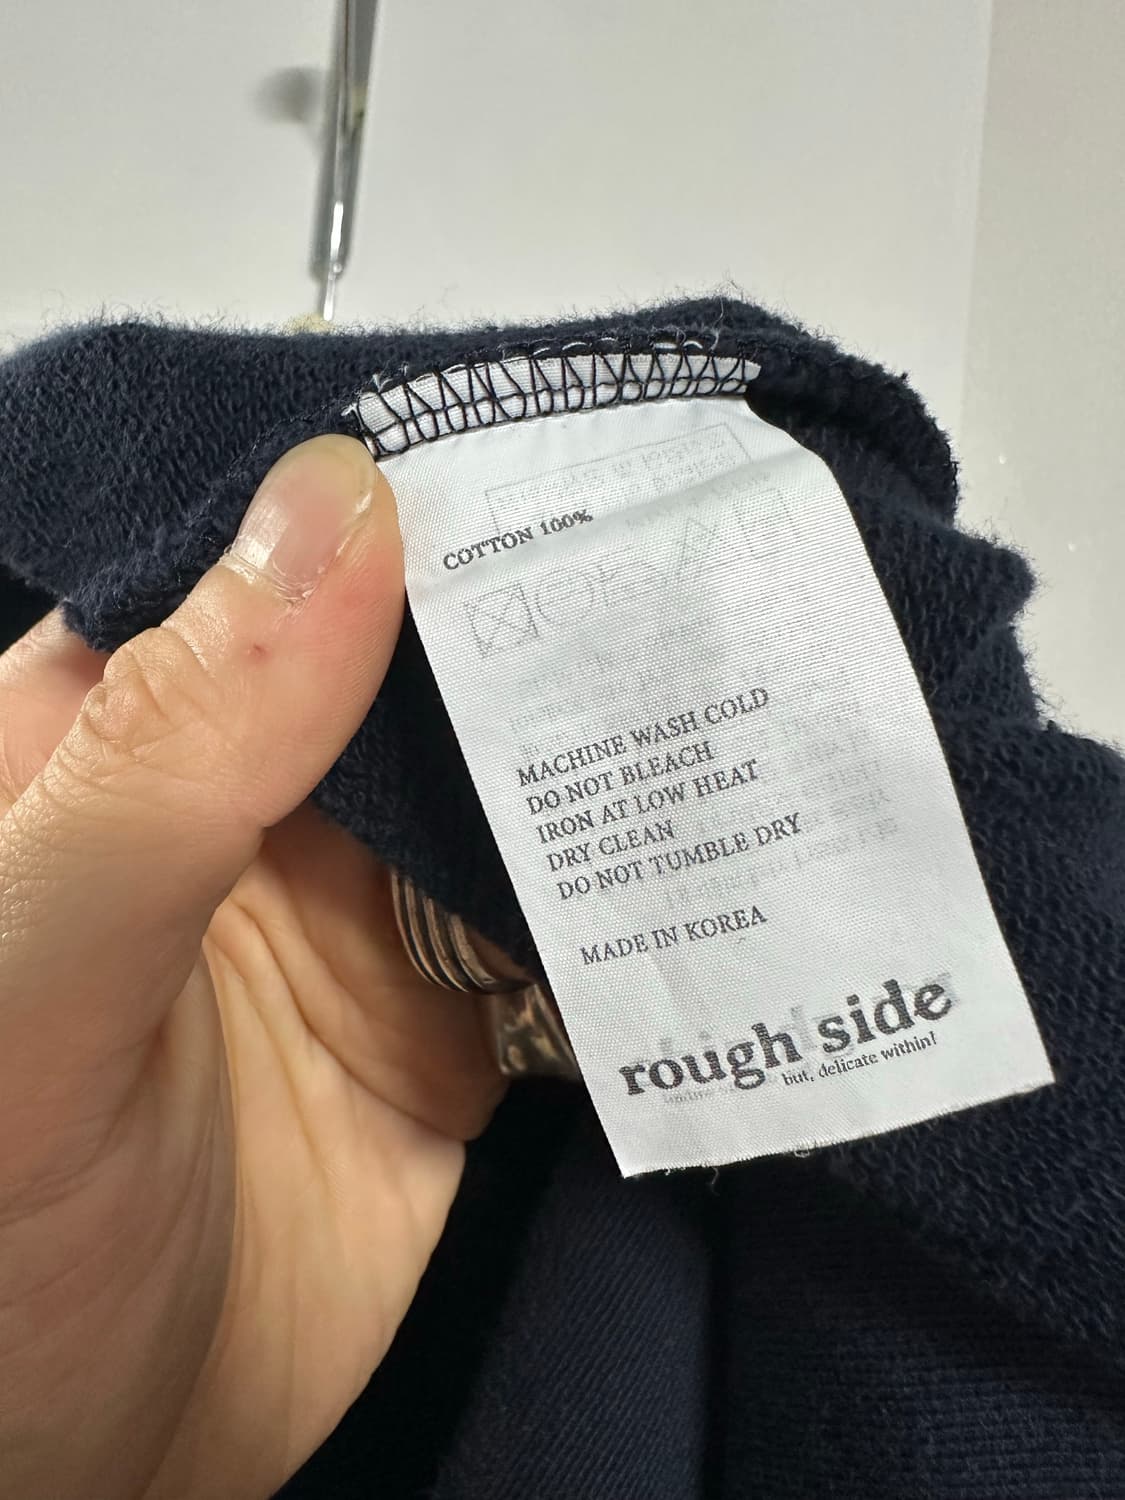 COTTON 100%
MACHINE WASH COLD
DO NOT BLEACH
IRON AT LOW HEAT
DRY CLEAN
DO NOT TUMBLE DRY
MADE IN KOREA
rough side
but, delicate within!